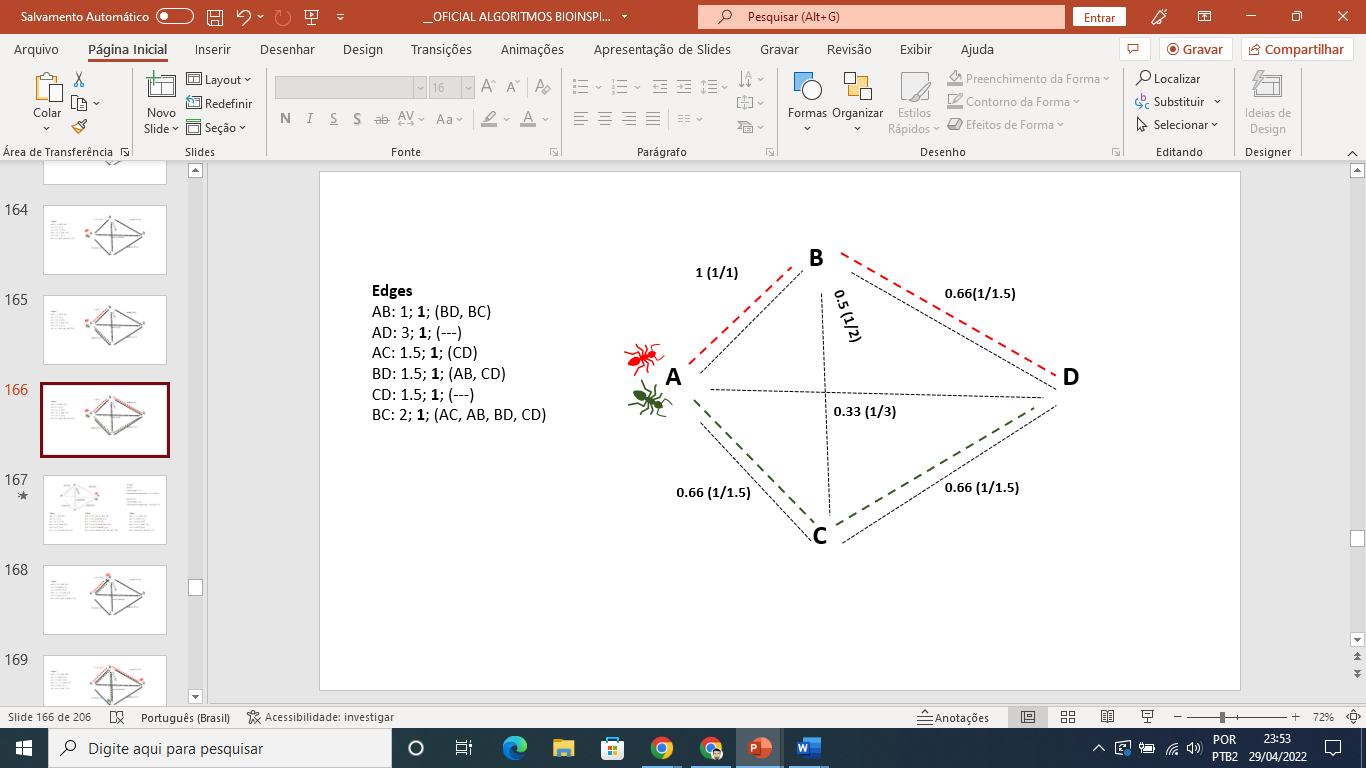 Salvamento Automático
__OFICIAL ALGORITMOS BIOINSPI...
Pesquisar (Alt+G)
Entrar
Arquivo Página Inicial Inserir Desenhar Design Transições Animações Apresentação de Slides Gravar Revisão Exibir Ajuda
Gravar
Compartilhar
Colar
Novo
Slide
Layout
Redefinir
Seção
16
N I S S ab AV Aa
A
Formas
Organizar
Estilos
Rápidos
Preenchimento da Forma
Contorno da Forma
Efeitos de Forma
Localizar
Substituir
Selecionar
Ideias de
Design
Área de Transferência
Slides
Fonte
Parágrafo
Desenho
Editando
Designer
164
165
166
167
168
169
Edges
AB: 1; 1; (BD, BC)
AD: 3; 1; (---)
AC: 1.5; 1; (CD)
BD: 1.5; 1; (AB, CD)
CD: 1.5; 1; (---)
BC: 2; 1; (AC, AB, BD, CD)
B
1 (1/1)
0.66(1/1.5)
0.5 (1/2)
A
D
0.33 (1/3)
0.66 (1/1.5)
0.66 (1/1.5)
C
Slide 166 de 206
Português (Brasil)
Acessibilidade: investigar
Anotações
72%
Digite aqui para pesquisar
POR
PTB2
23:53
29/04/2022